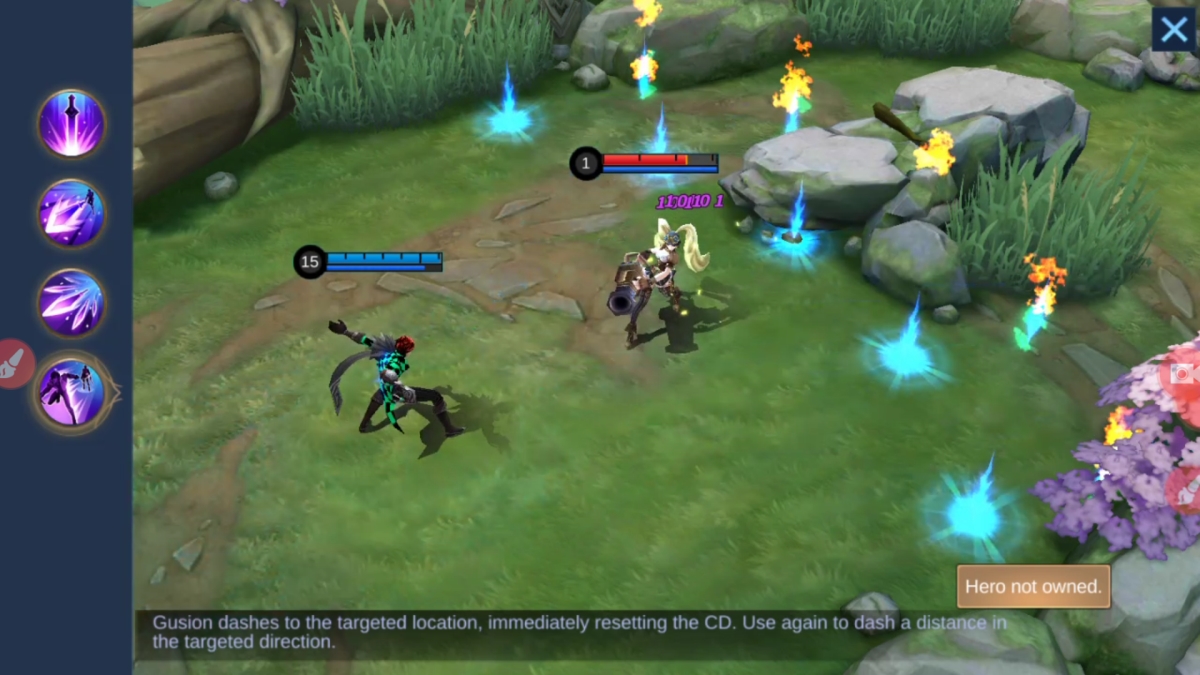 1
15
Hero not owned.
Gusion dashes to the targeted location, immediately resetting the CD. Use again to dash a distance in
the targeted direction.